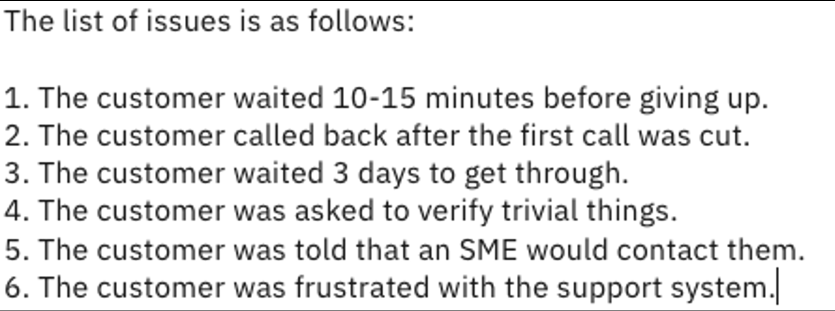 The list of issues is as follows:
1. The customer waited 10-15 minutes before giving up.
2. The customer called back after the first call was cut.
3. The customer waited 3 days to get through.
4. The customer was asked to verify trivial things.
5. The customer was told that an SME would contact them.
6. The customer was frustrated with the support system.